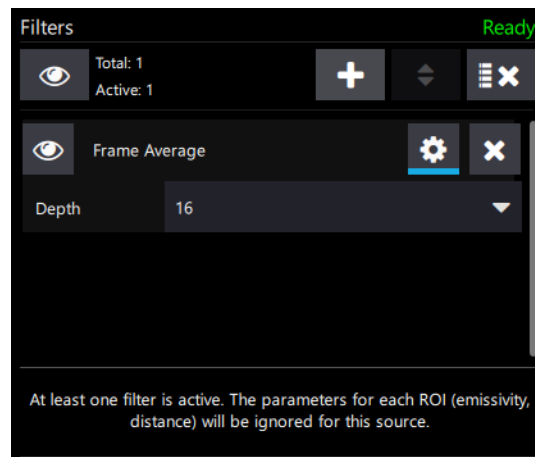 Filters
Ready
Total: 1
Active: 1
Frame Average
Depth
16
At least one filter is active. The parameters for each ROI (emissivity,
distance) will be ignored for this source.